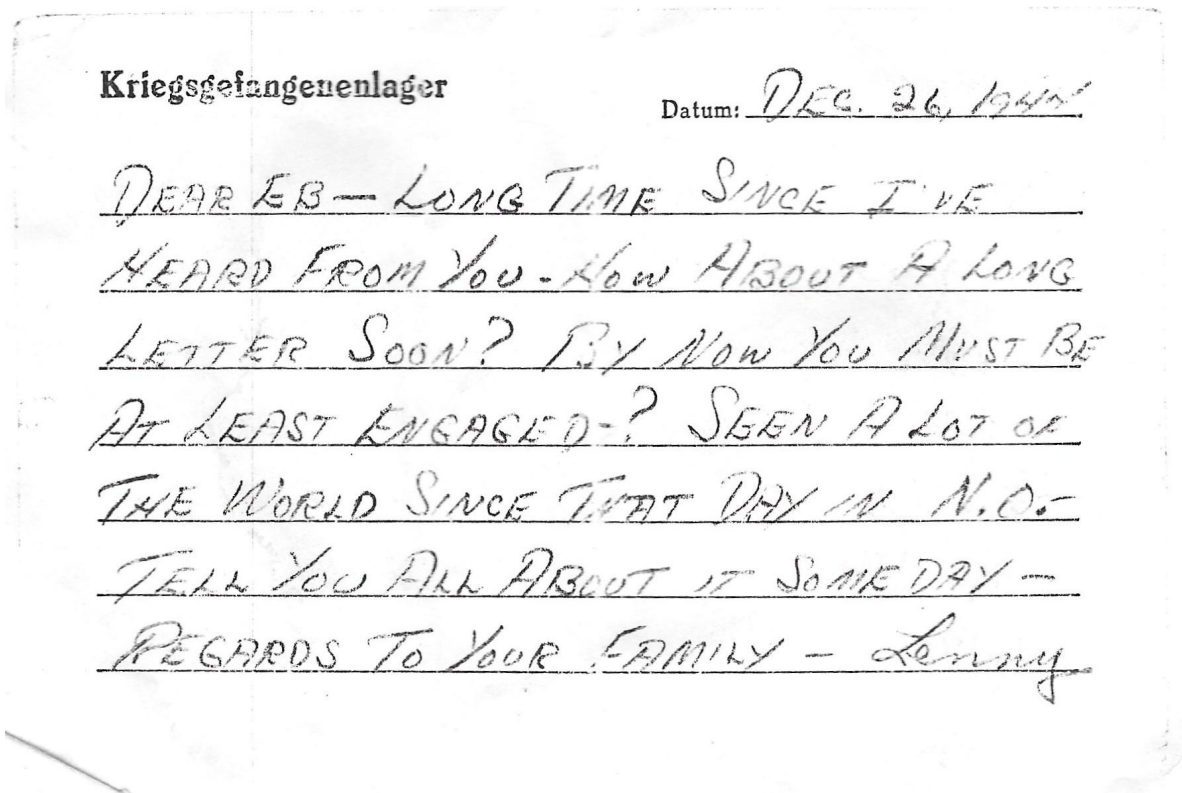 Kriegsgefangenenlager
Datum: DEC. 26, 1944
DEAR EB — LONG TIME SINCE I'VE
HEARD FROM YOU - HOW ABOUT A LONG
LETTER SOON? BY NOW YOU MUST BE
AT LEAST ENGAGED-? SEEN A LOT OF
THE WORLD SINCE THAT DAY IN N.O. -
TELL YOU ALL ABOUT IT SOME DAY -
REGARDS TO YOUR FAMILY - Lenny